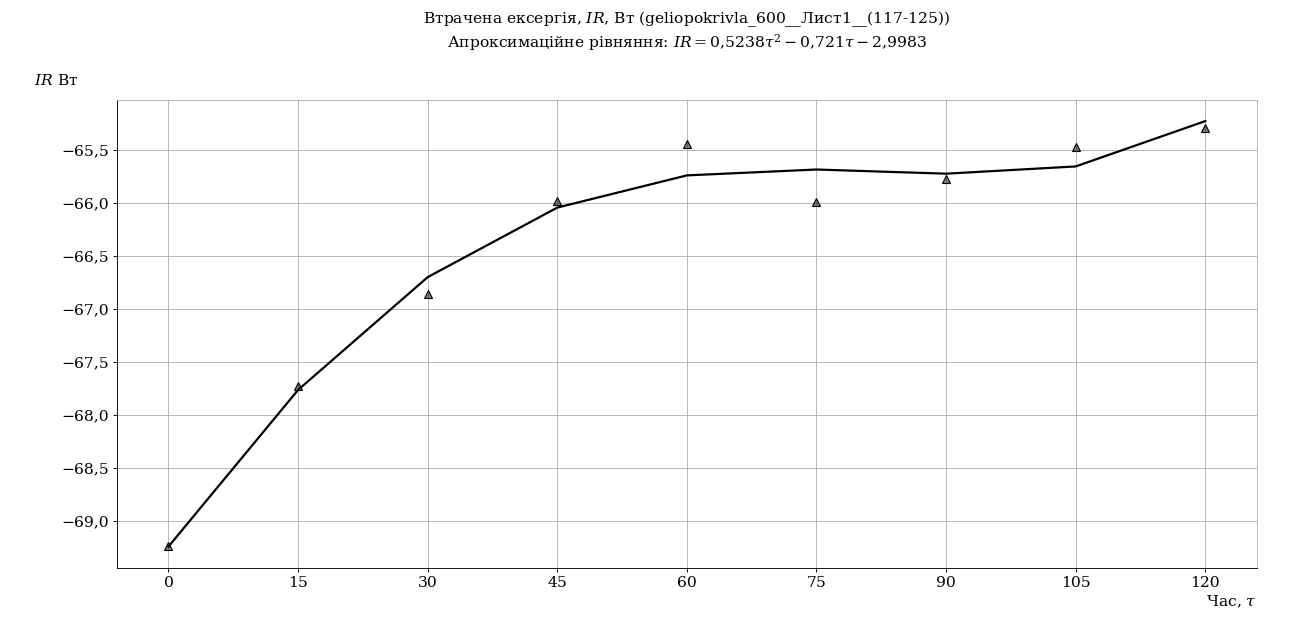 Втрачена ексергія, IR, Вт (geliopokrivla_600__Лист1__(117-125))
Апроксимаційне рівняння: IR = 0,5238τ² − 0,721τ − 2,9983
IR Вт
−65,5
−66,0
−66,5
−67,0
−67,5
−68,0
−68,5
−69,0
0 15 30 45 60 75 90 105 120
Час, τ